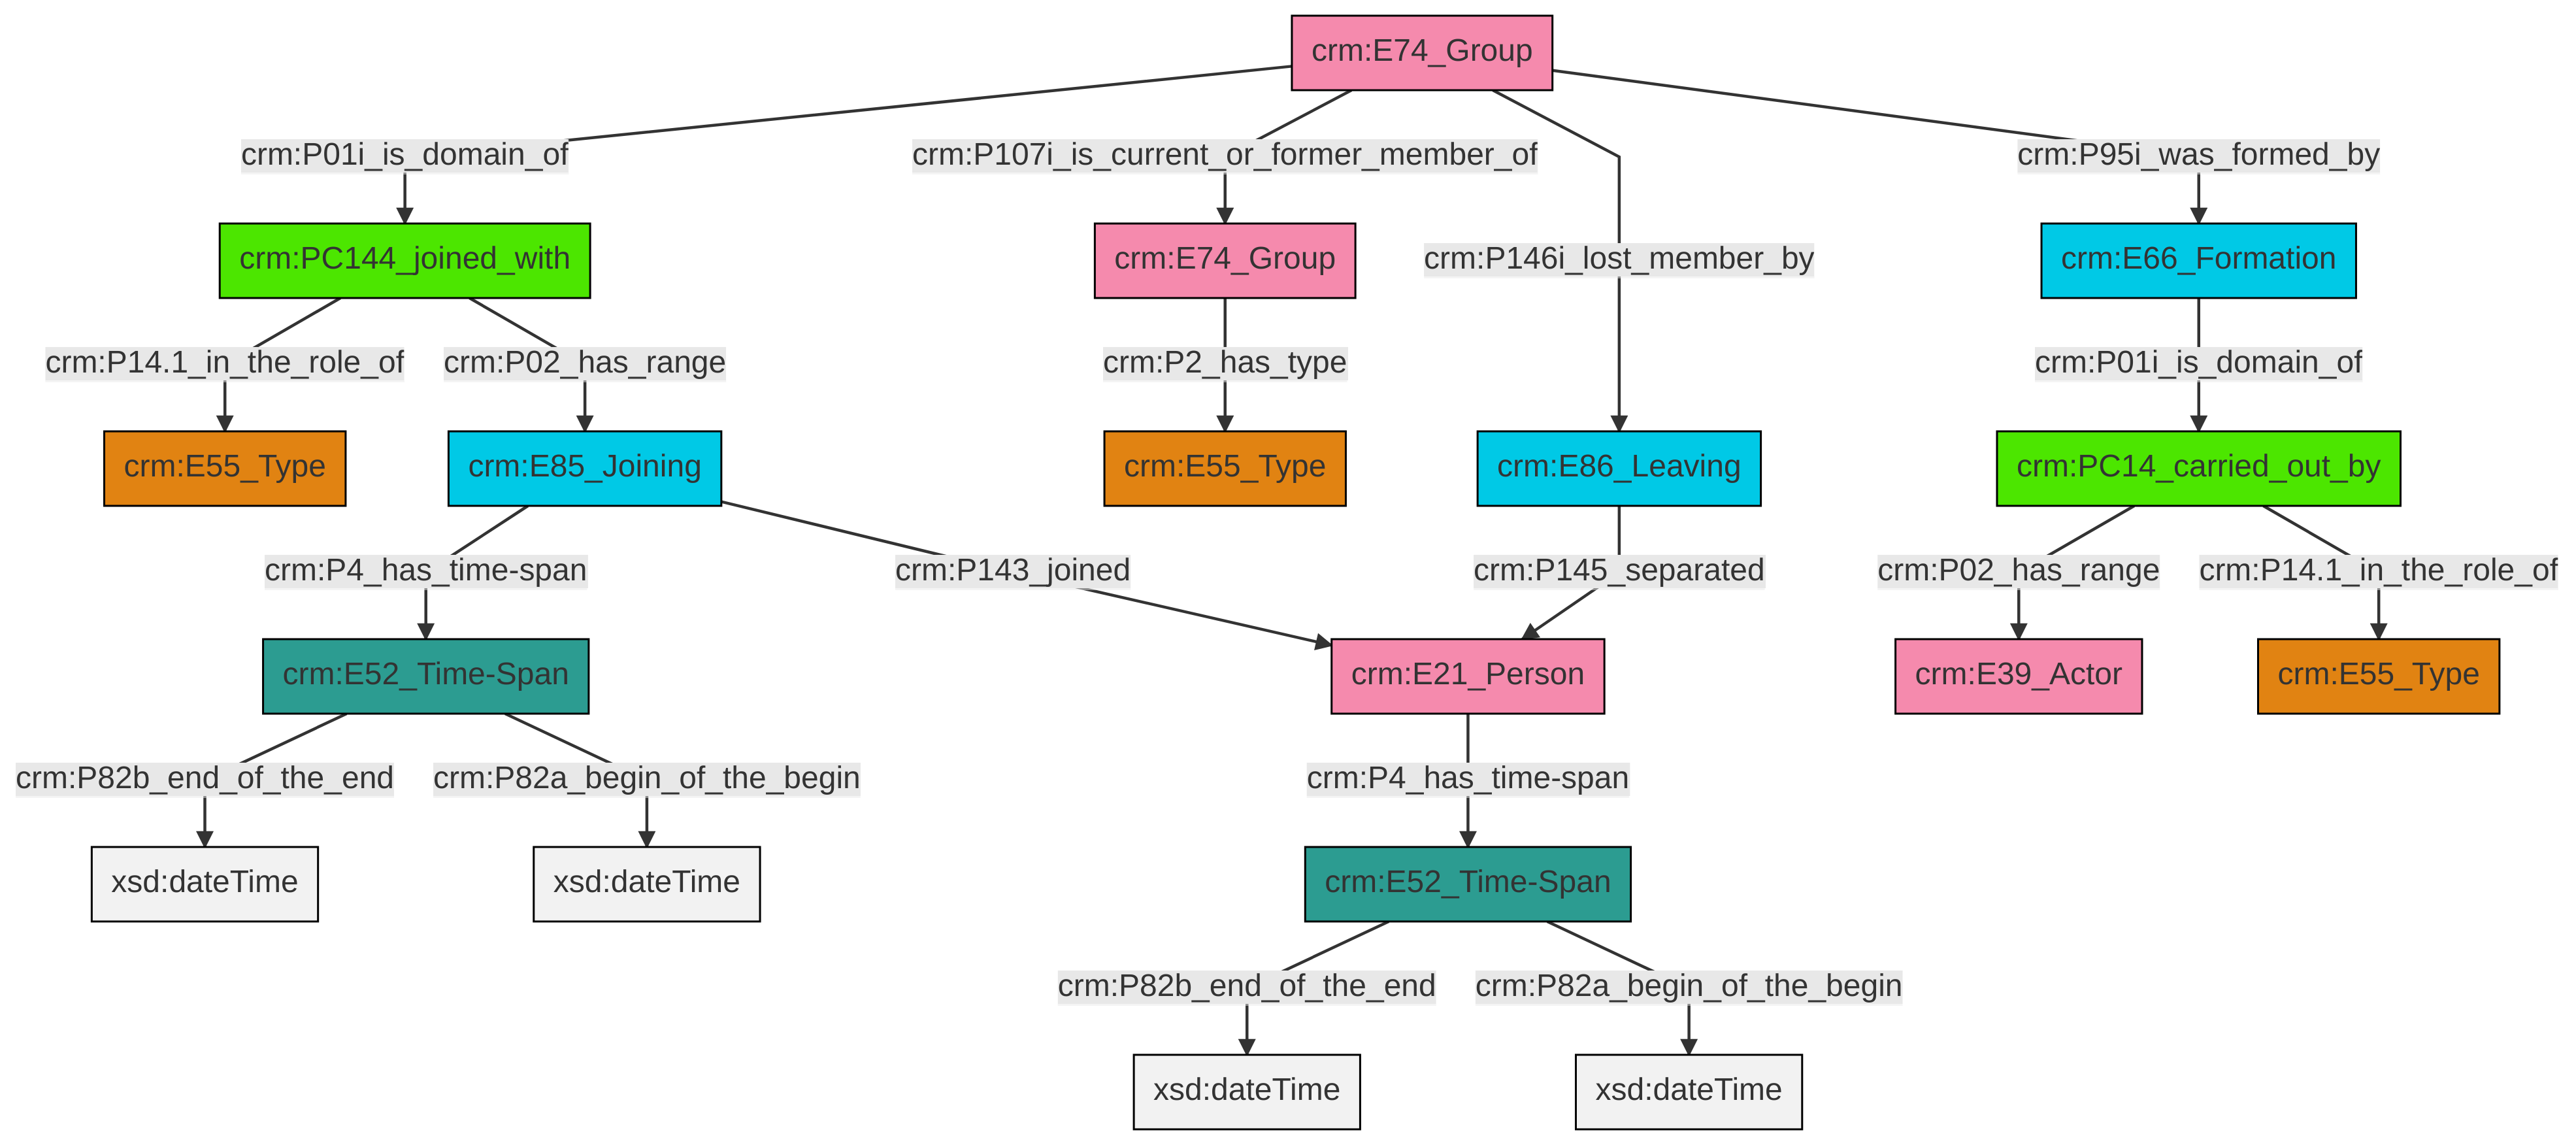 crm:E74_Group
crm:P01i_is_domain_of
crm:P107i_is_current_or_former_member_of
crm:P95i_was_formed_by
crm:PC144_joined_with
crm:E74_Group
crm:P146i_lost_member_by
crm:E66_Formation
crm:P14.1_in_the_role_of
crm:P02_has_range
crm:P2_has_type
crm:P01i_is_domain_of
crm:E55_Type
crm:E85_Joining
crm:E55_Type
crm:E86_Leaving
crm:PC14_carried_out_by
crm:P4_has_time-span
crm:P143_joined
crm:P145_separated
crm:P02_has_range
crm:P14.1_in_the_role_of
crm:E52_Time-Span
crm:E21_Person
crm:E39_Actor
crm:E55_Type
crm:P82b_end_of_the_end
crm:P82a_begin_of_the_begin
crm:P4_has_time-span
xsd:dateTime
xsd:dateTime
crm:E52_Time-Span
crm:P82b_end_of_the_end
crm:P82a_begin_of_the_begin
xsd:dateTime
xsd:dateTime